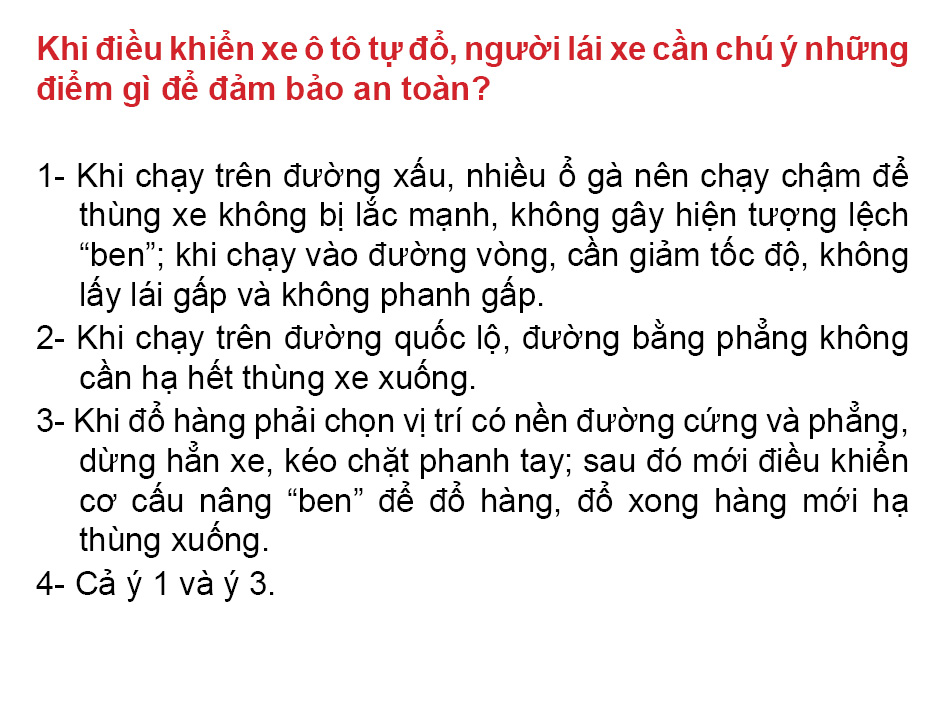 Khi điều khiển xe ô tô tự đổ, người lái xe cần chú ý những
điểm gì để đảm bảo an toàn?
1- Khi chạy trên đường xấu, nhiều ổ gà nên chạy chậm để
thùng xe không bị lắc mạnh, không gây hiện tượng lệch
“ben”; khi chạy vào đường vòng, cần giảm tốc độ, không
lấy lái gấp và không phanh gấp.
2- Khi chạy trên đường quốc lộ, đường bằng phẳng không
cần hạ hết thùng xe xuống.
3- Khi đổ hàng phải chọn vị trí có nền đường cứng và phẳng,
dừng hẳn xe, kéo chặt phanh tay; sau đó mới điều khiển
cơ cấu nâng “ben” để đổ hàng, đổ xong hàng mới hạ
thùng xuống.
4- Cả ý 1 và ý 3.